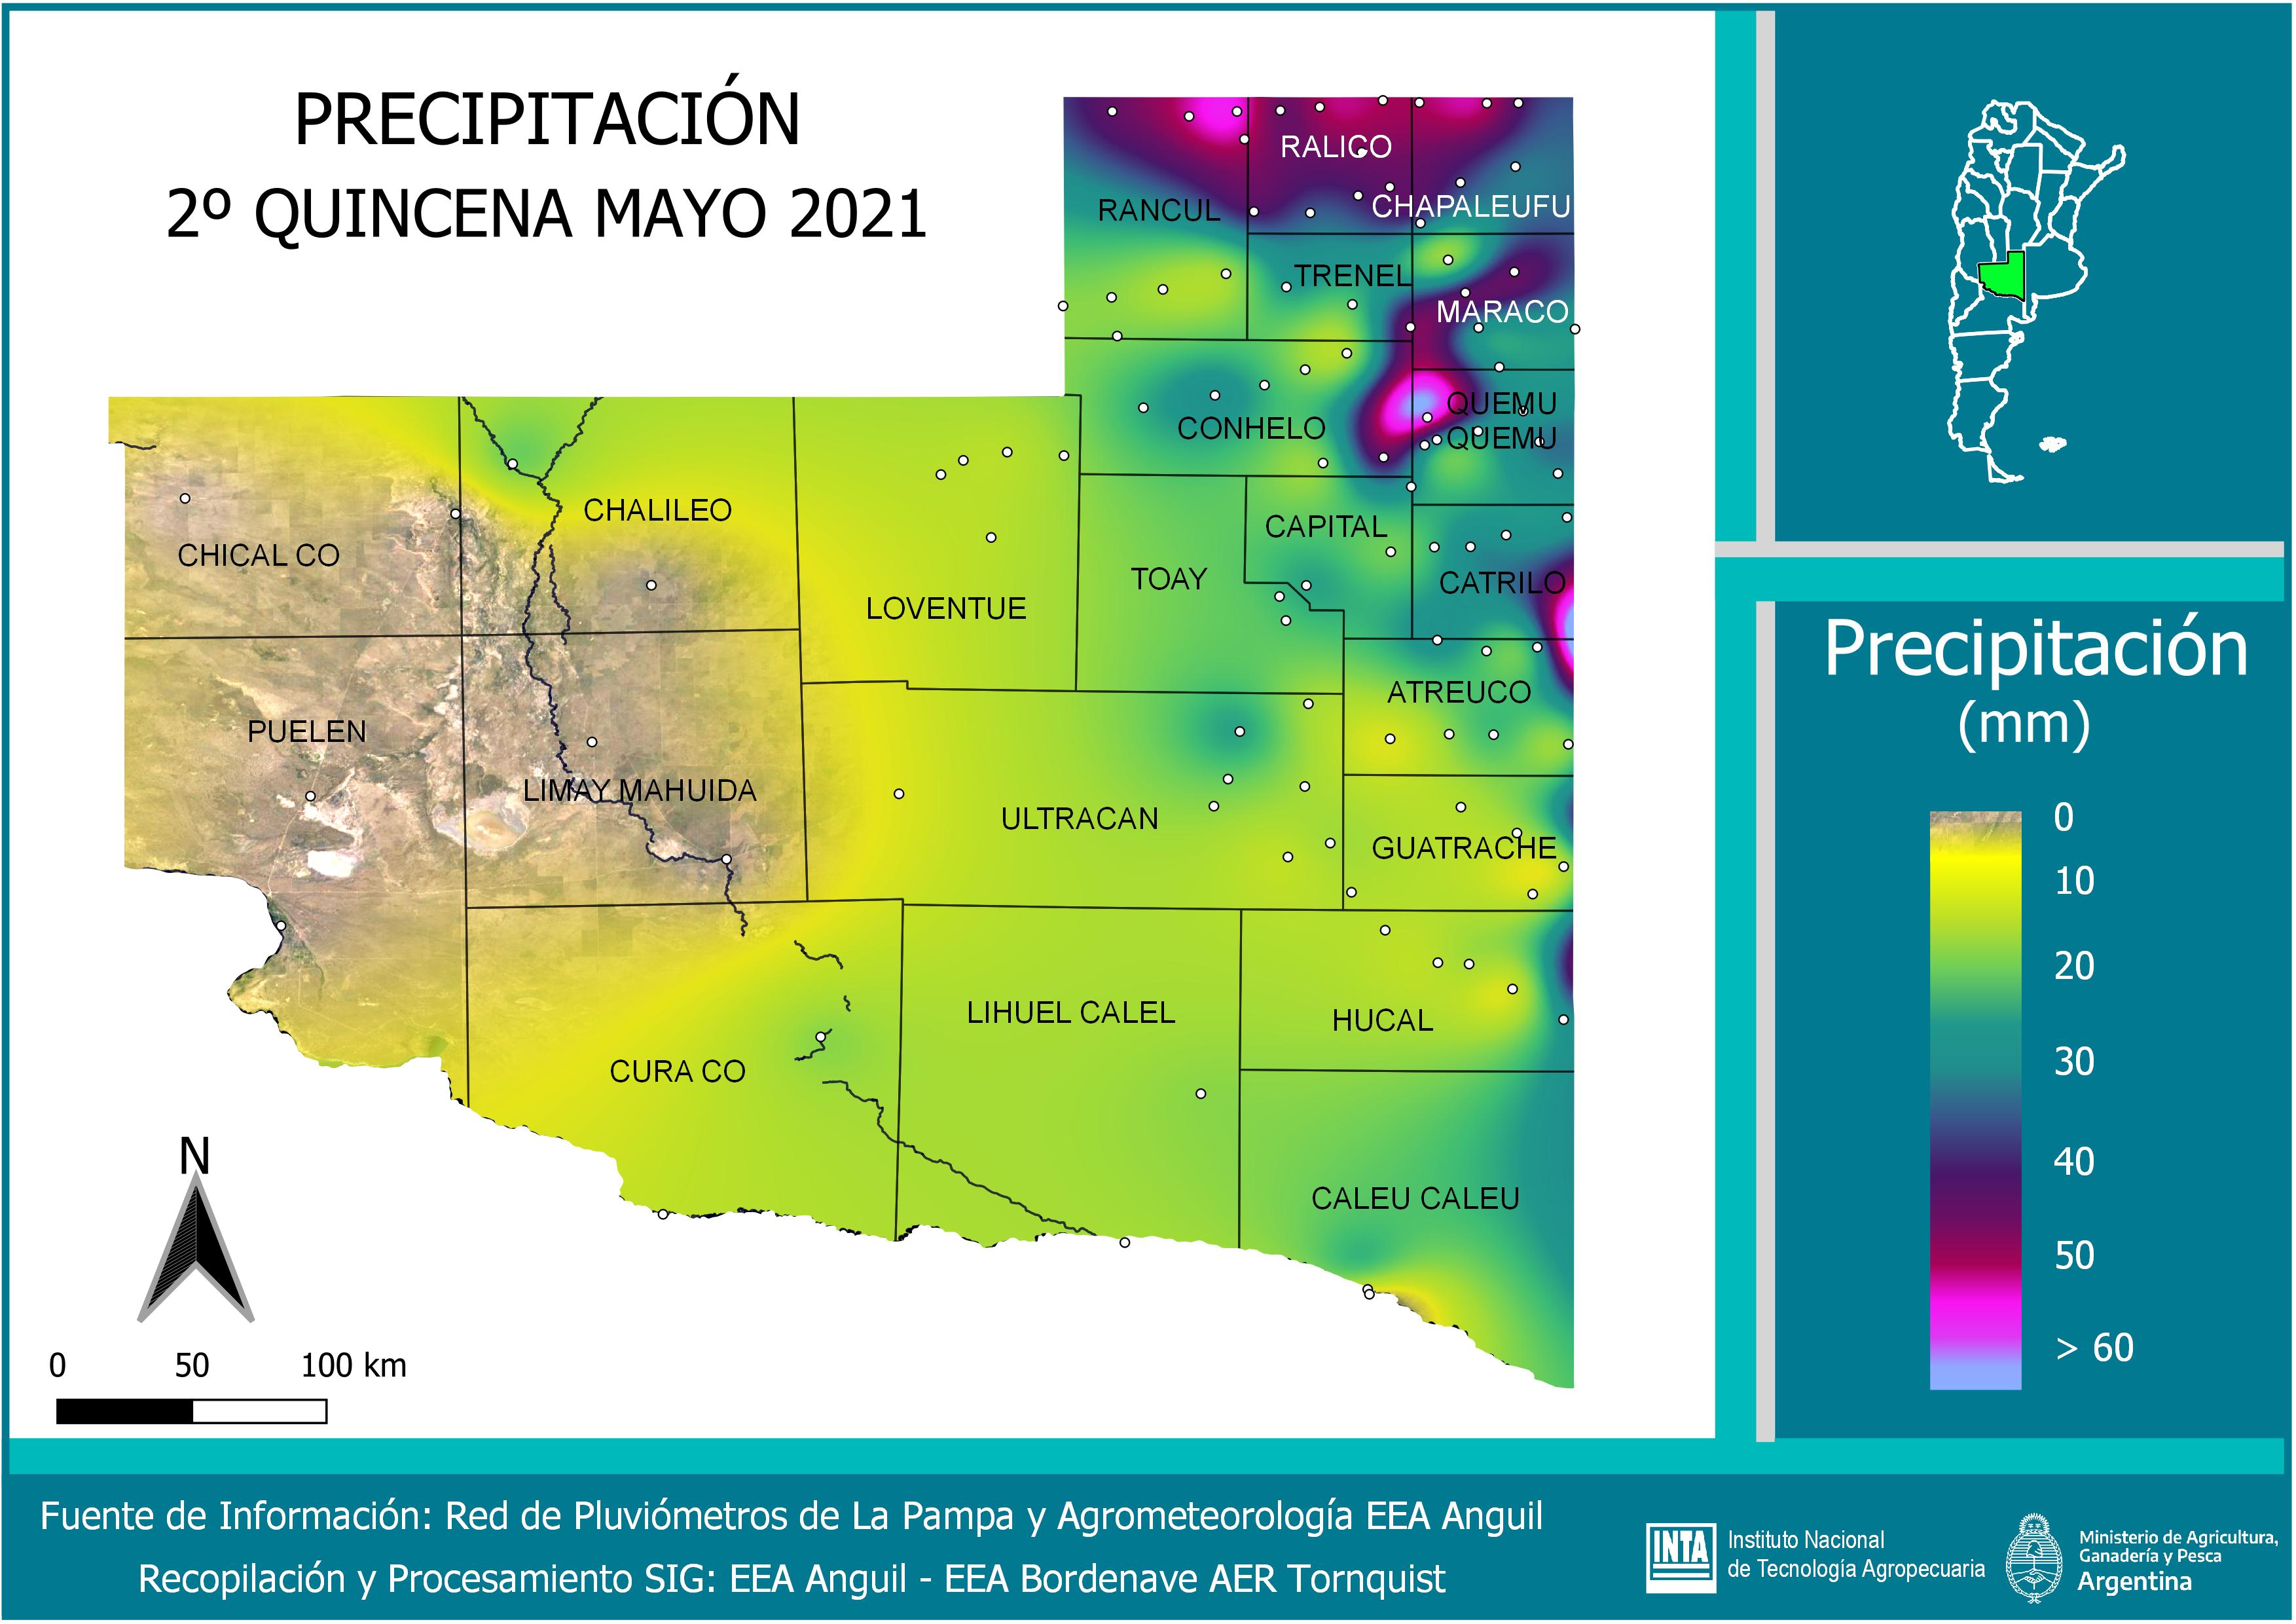 PRECIPITACIÓN
2º QUINCENA MAYO 2021
RALICO
RANCUL
CHAPALEUFU
TRENEL
MARACO
QUEMU
QUEMU
CONHELO
CHALILEO
CAPITAL
CHICAL CO
TOAY
CATRILO
LOVENTUE
ATREUCO
PUELEN
LIMAY MAHUIDA
ULTRACAN
GUATRACHE
LIHUEL CALEL
HUCAL
CURA CO
CALEU CALEU
N
0 50 100 km
Precipitación
(mm)
0
10
20
30
40
50
> 60
Fuente de Información: Red de Pluviómetros de La Pampa y Agrometeorología EEA Anguil
Recopilación y Procesamiento SIG: EEA Anguil - EEA Bordenave AER Tornquist
INTA
Instituto Nacional
de Tecnología Agropecuaria
Ministerio de Agricultura,
Ganadería y Pesca
Argentina